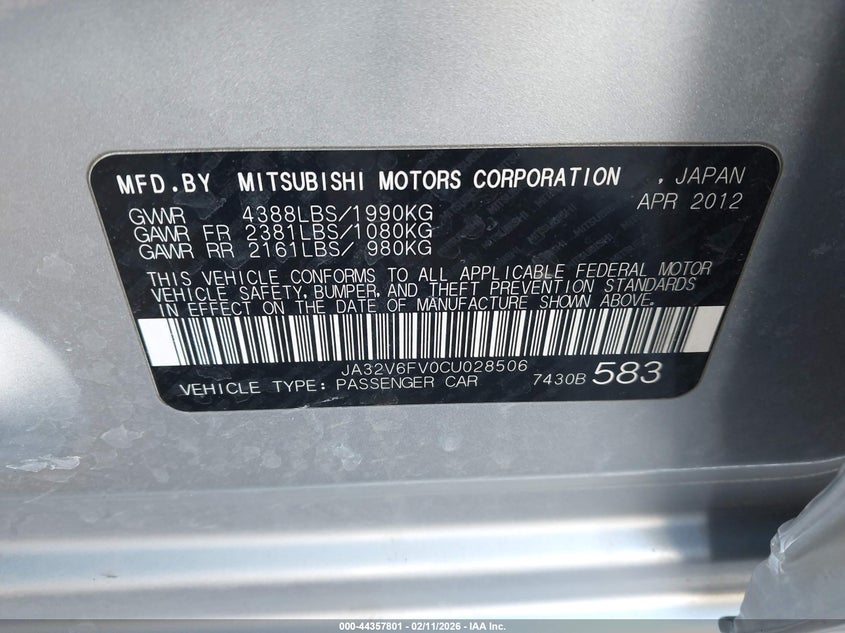 MFD.BY MITSUBISHI MOTORS CORPORATION , JAPAN
APR 2012
GVWR 4388LBS/1990KG
GAWR FR 2381LBS/1080KG
GAWR RR 2161LBS/ 980KG
THIS VEHICLE CONFORMS TO ALL APPLICABLE FEDERAL MOTOR
VEHICLE SAFETY, BUMPER, AND THEFT PREVENTION STANDARDS
IN EFFECT ON THE DATE OF MANUFACTURE SHOWN ABOVE.
JA32V6FV0CU028506
VEHICLE TYPE: PASSENGER CAR 7430B 583
000-44357801 - 02/11/2026 - IAA Inc.